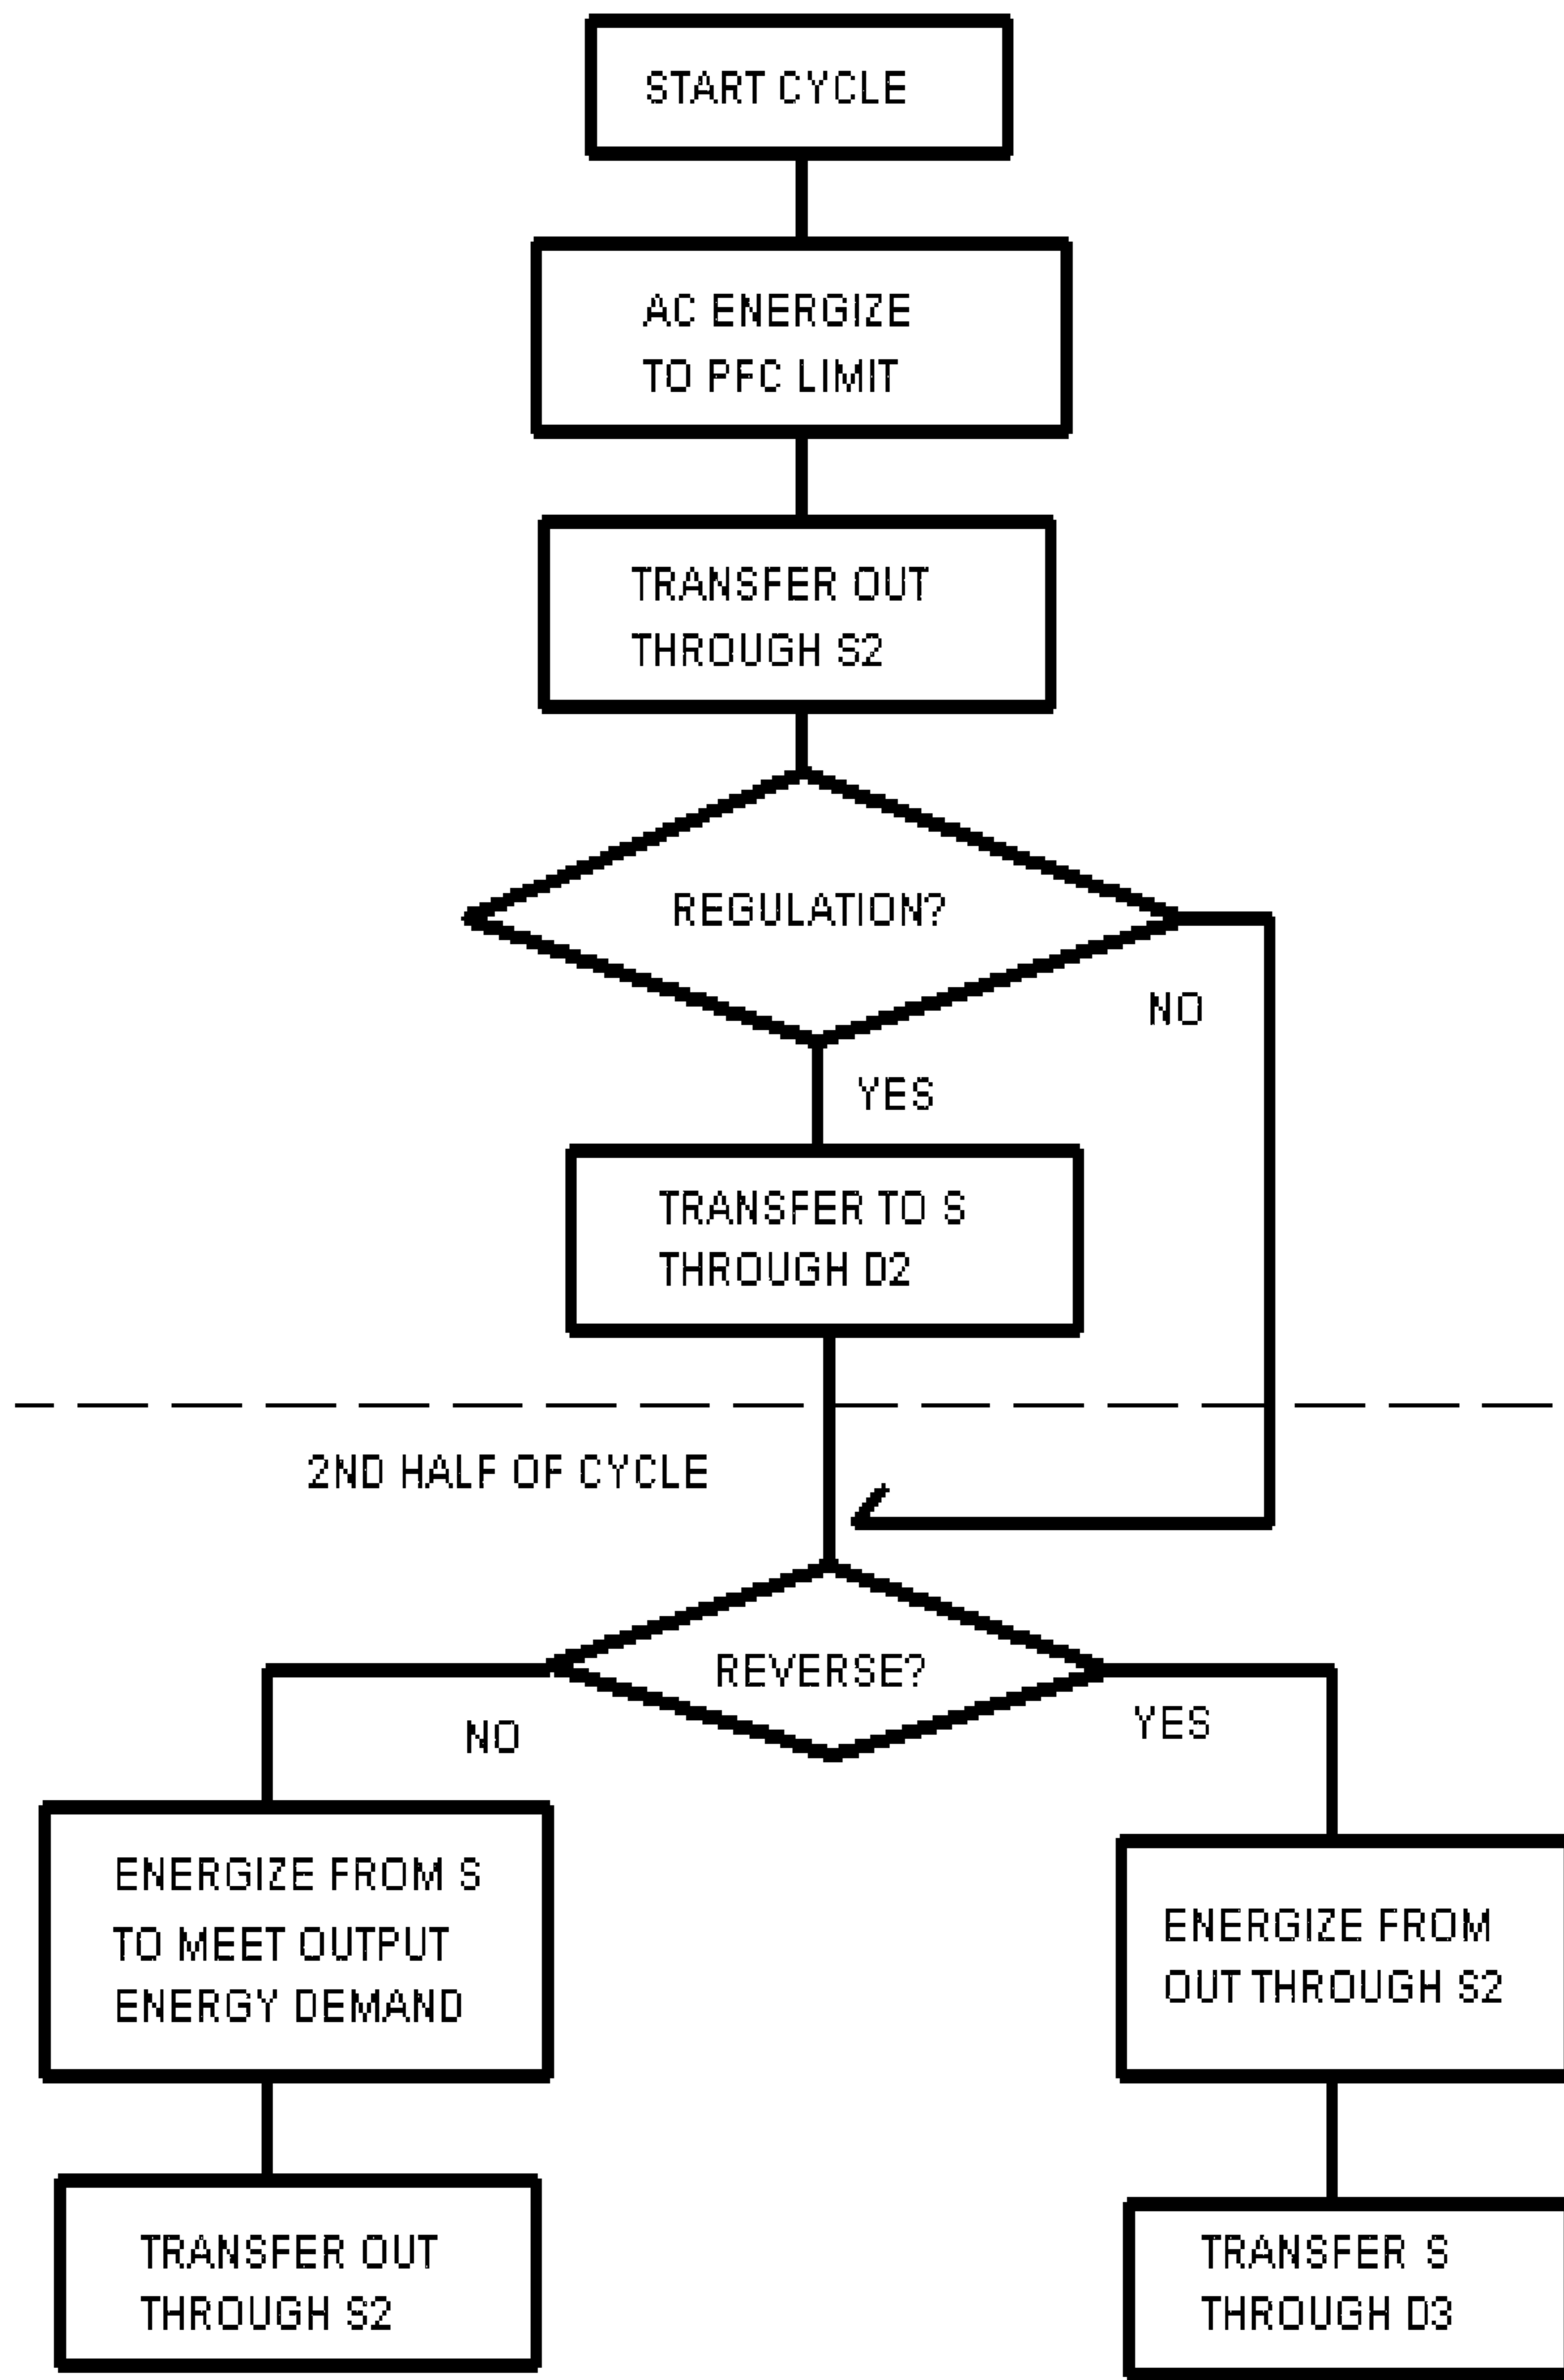 START CYCLE
AC ENERGIZE
TO PFC LIMIT
TRANSFER OUT
THROUGH S2
REGULATION?
NO
YES
TRANSFER TO S
THROUGH D2
2ND HALF OF CYCLE
REVERSE?
NO
YES
ENERGIZE FROM S
TO MEET OUTPUT
ENERGY DEMAND
ENERGIZE FROM
OUT THROUGH S2
TRANSFER OUT
THROUGH S2
TRANSFER S
THROUGH D3